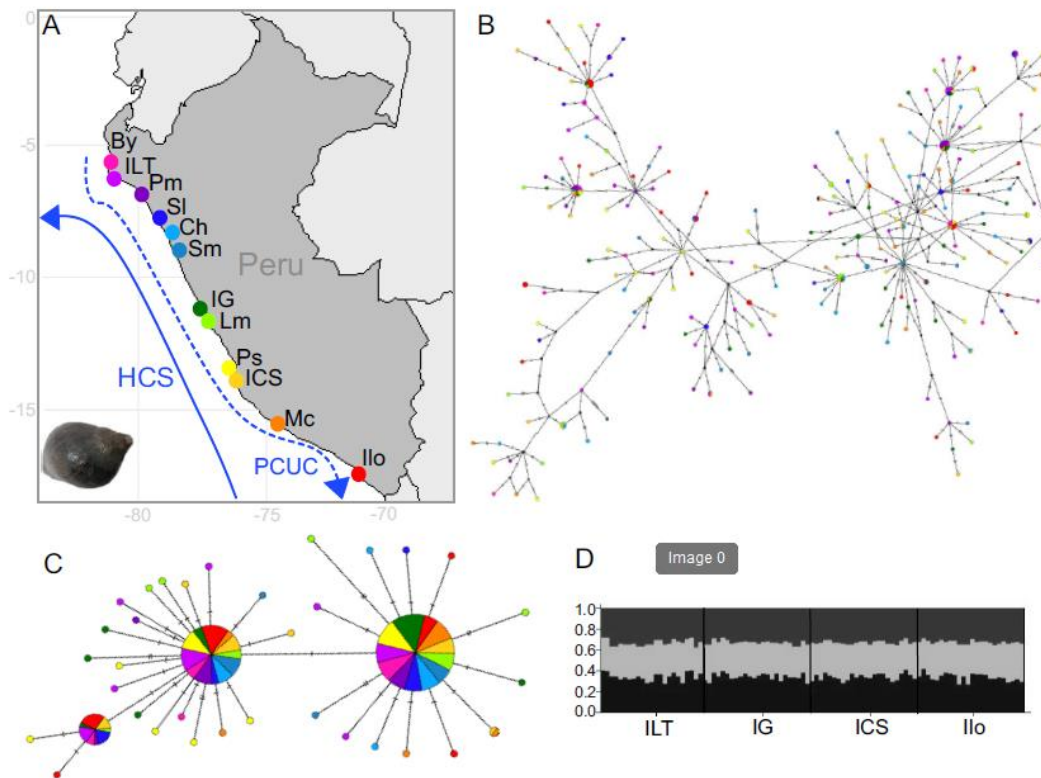 A
B
0
-5
-10
-15
By
ILT
Pm
Sl
Ch
Sm
Peru
IG
Lm
Ps
ICS
HCS
Mc
PCUC
Ilo
-80
-75
-70
C
D
Image 0
1.0
0.8
0.6
0.4
0.2
0.0
ILT
IG
ICS
Ilo